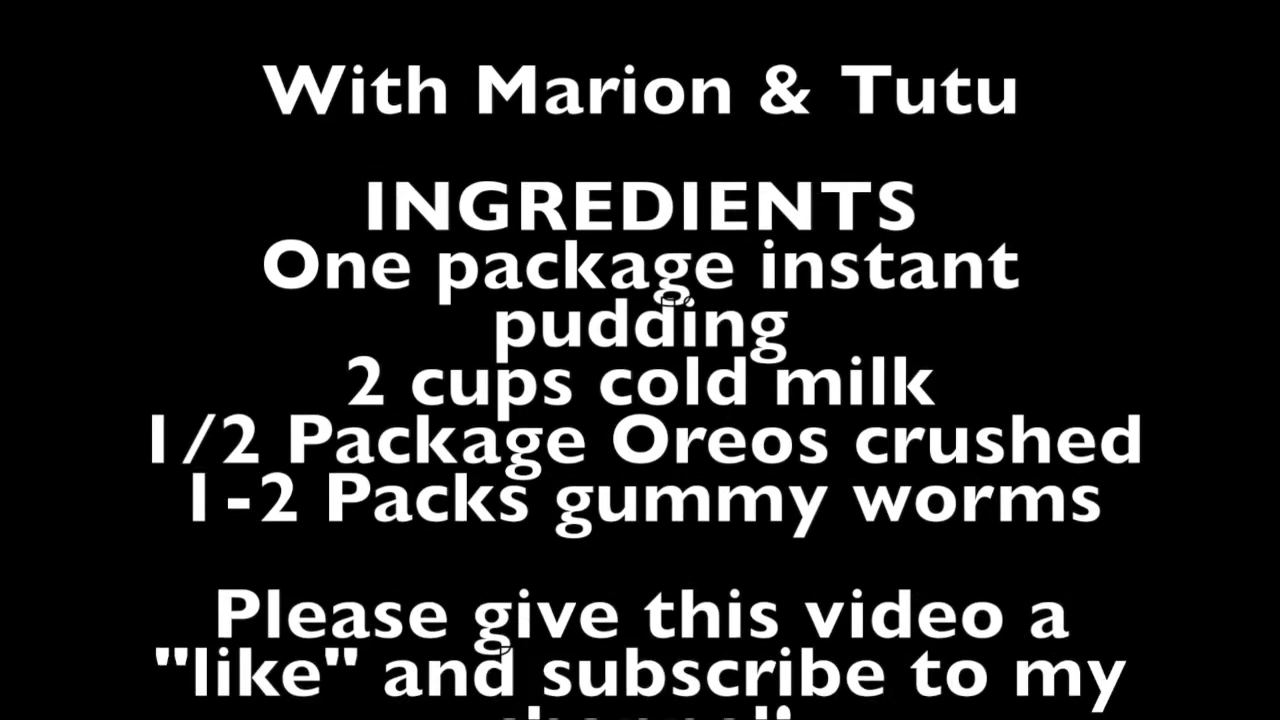 With Marion & Tutu
INGREDIENTS
One package instant
pudding
2 cups cold milk
1/2 Package Oreos crushed
1-2 Packs gummy worms
Please give this video a
"like" and subscribe to my